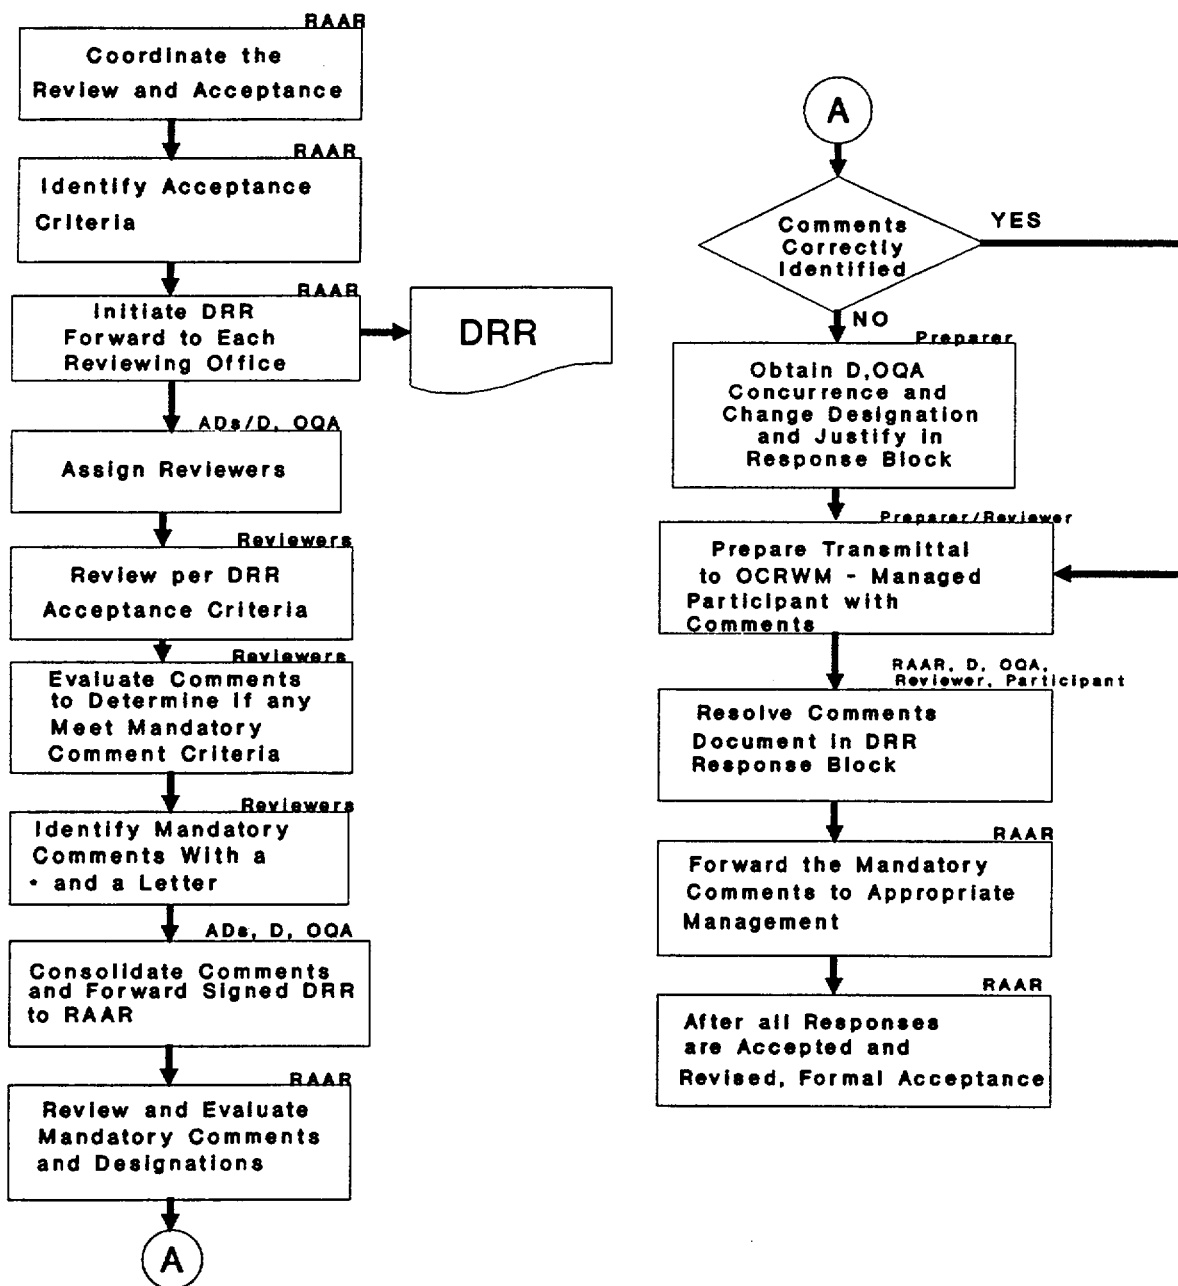 RAAR
Coordinate the
Review and Acceptance
RAAR
Identify Acceptance
Criteria
RAAR
Initiate DRR
Forward to Each
Reviewing Office
DRR
ADs/D, OQA
Assign Reviewers
Reviewers
Review per DRR
Acceptance Criteria
Reviewers
Evaluate Comments
to Determine if any
Meet Mandatory
Comment Criteria
Reviewers
Identify Mandatory
Comments With a
* and a Letter
ADs, D, OQA
Consolidate Comments
and Forward Signed DRR
to RAAR
RAAR
Review and Evaluate
Mandatory Comments
and Designations
A
A
Comments
Correctly
Identified
YES
NO
Preparer
Obtain D,OQA
Concurrence and
Change Designation
and Justify in
Response Block
Preparer/Reviewer
Prepare Transmittal
to OCRWM - Managed
Participant with
Comments
RAAR, D, OQA,
Reviewer, Participant
Resolve Comments
Document in DRR
Response Block
RAAR
Forward the Mandatory
Comments to Appropriate
Management
RAAR
After all Responses
are Accepted and
Revised, Formal Acceptance